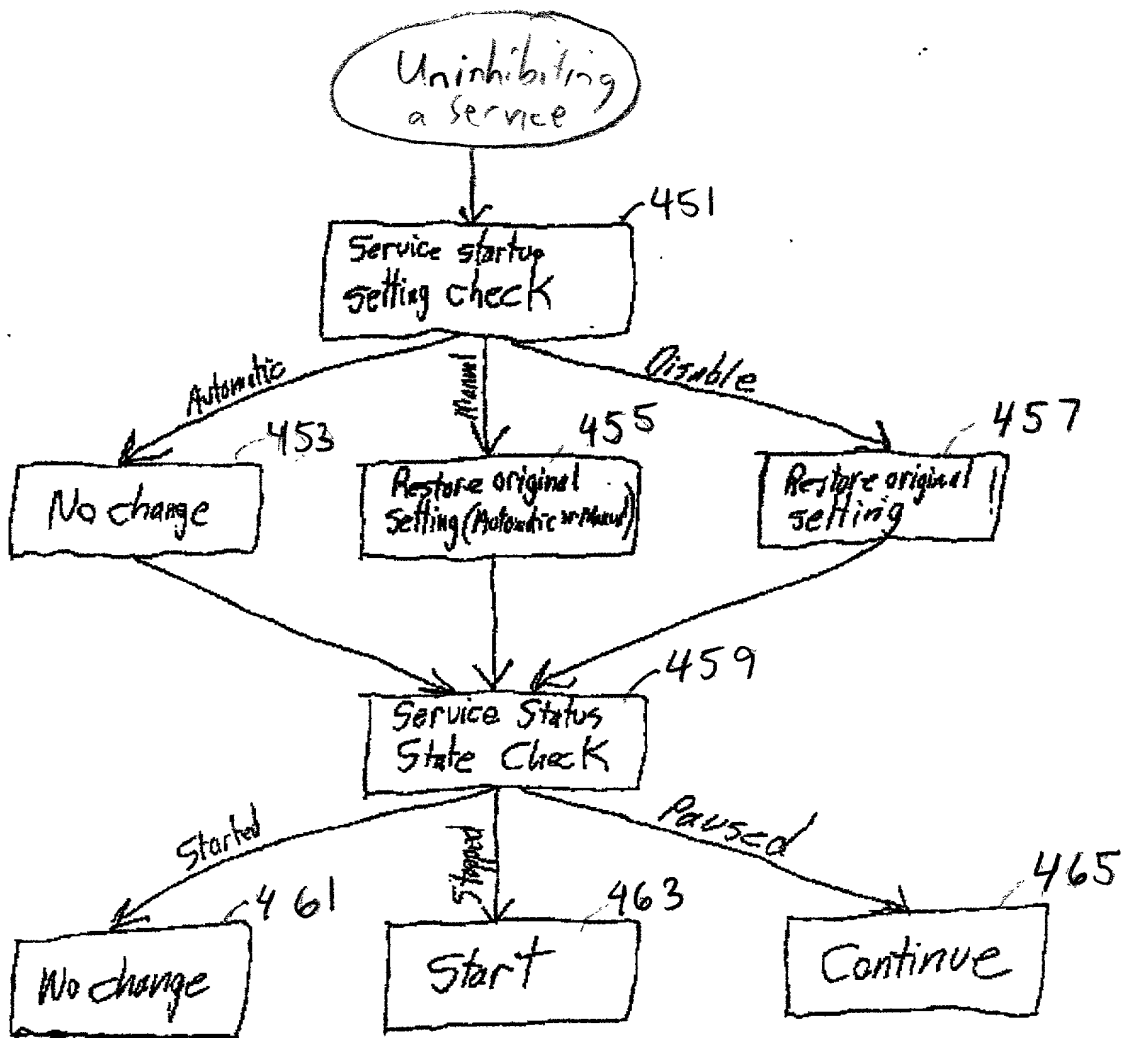 Uninhibiting
a service
451
Service startup
setting check
Automatic
Manual
Disable
453
455
457
No change
Restore original
setting (Automatic or Manual)
Restore original
setting
459
Service Status
State Check
Started
Stopped
Paused
461
463
465
No change
Start
Continue